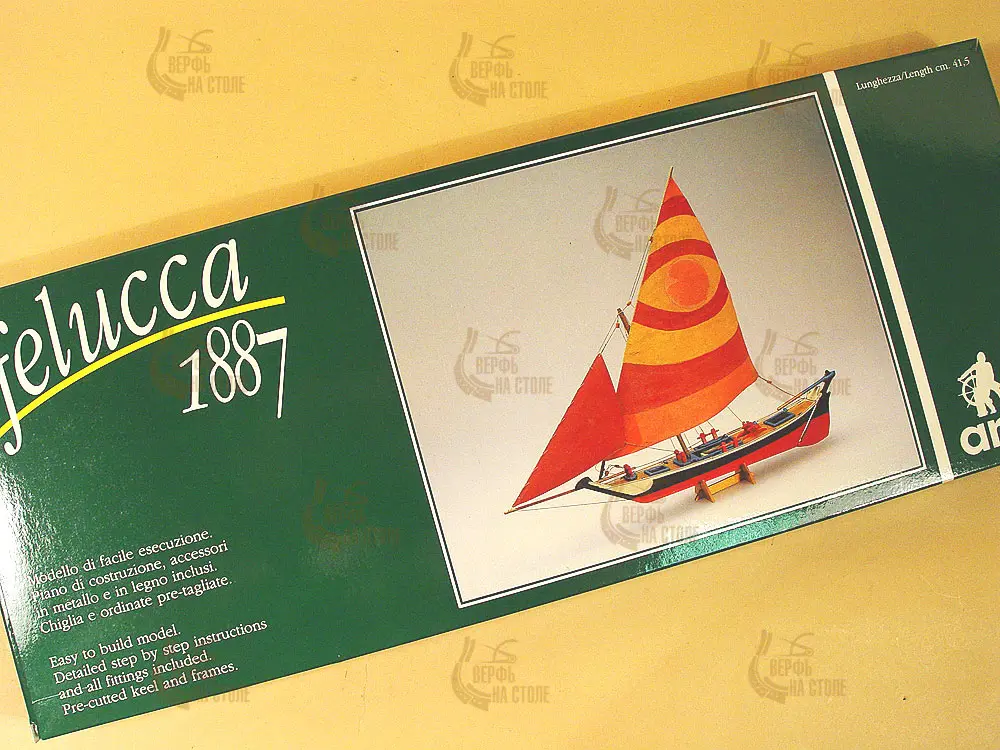 felucca
1887
Lunghezza/Length cm. 41,5
Modello di facile esecuzione.
Piano di costruzione, accessori
in metallo e in legno inclusi.
Chiglia e ordinate pre-tagliate.
Easy to build model.
Detailed step by step instructions
and all fittings included.
Pre-cutted keel and frames.
ВЕРФЬ
НА СТОЛЕ